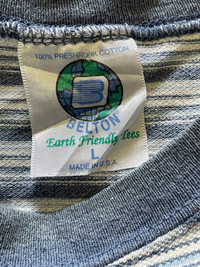 100% PRESHRUNK COTTON
B
BELTON
Earth Friendly Tees
L
MADE IN U.S.A.